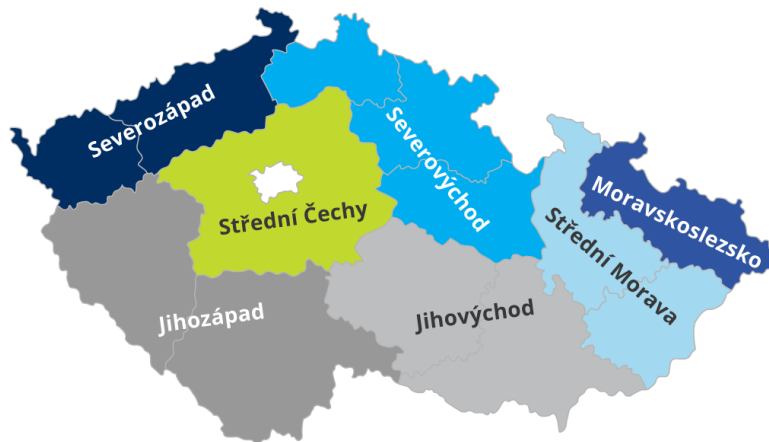 Severozápad
Severovýchod
Střední Čechy
Moravskoslezsko
Střední Morava
Jihozápad
Jihovýchod